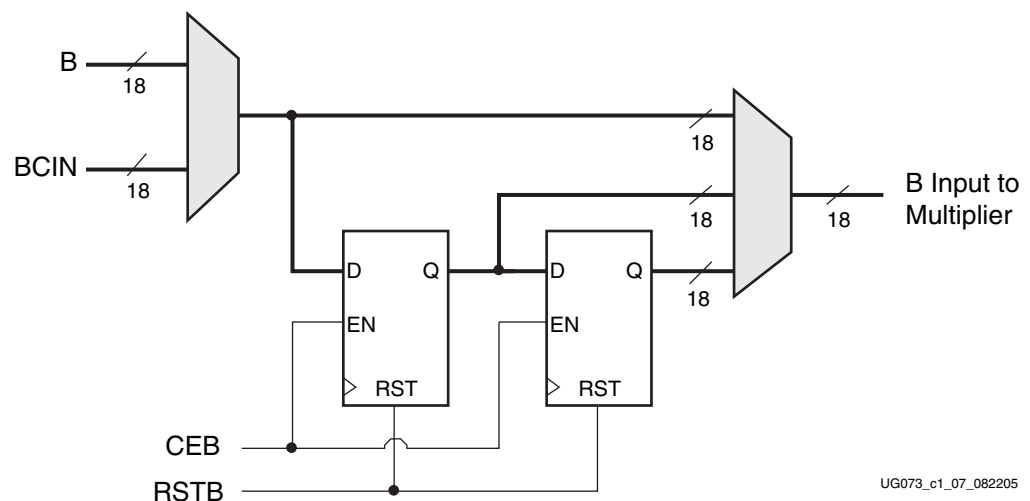 B
18
BCIN
18
18
18
18
18
B Input to
Multiplier
D
Q
EN
RST
D
Q
EN
RST
CEB
RSTB
UG073_c1_07_082205